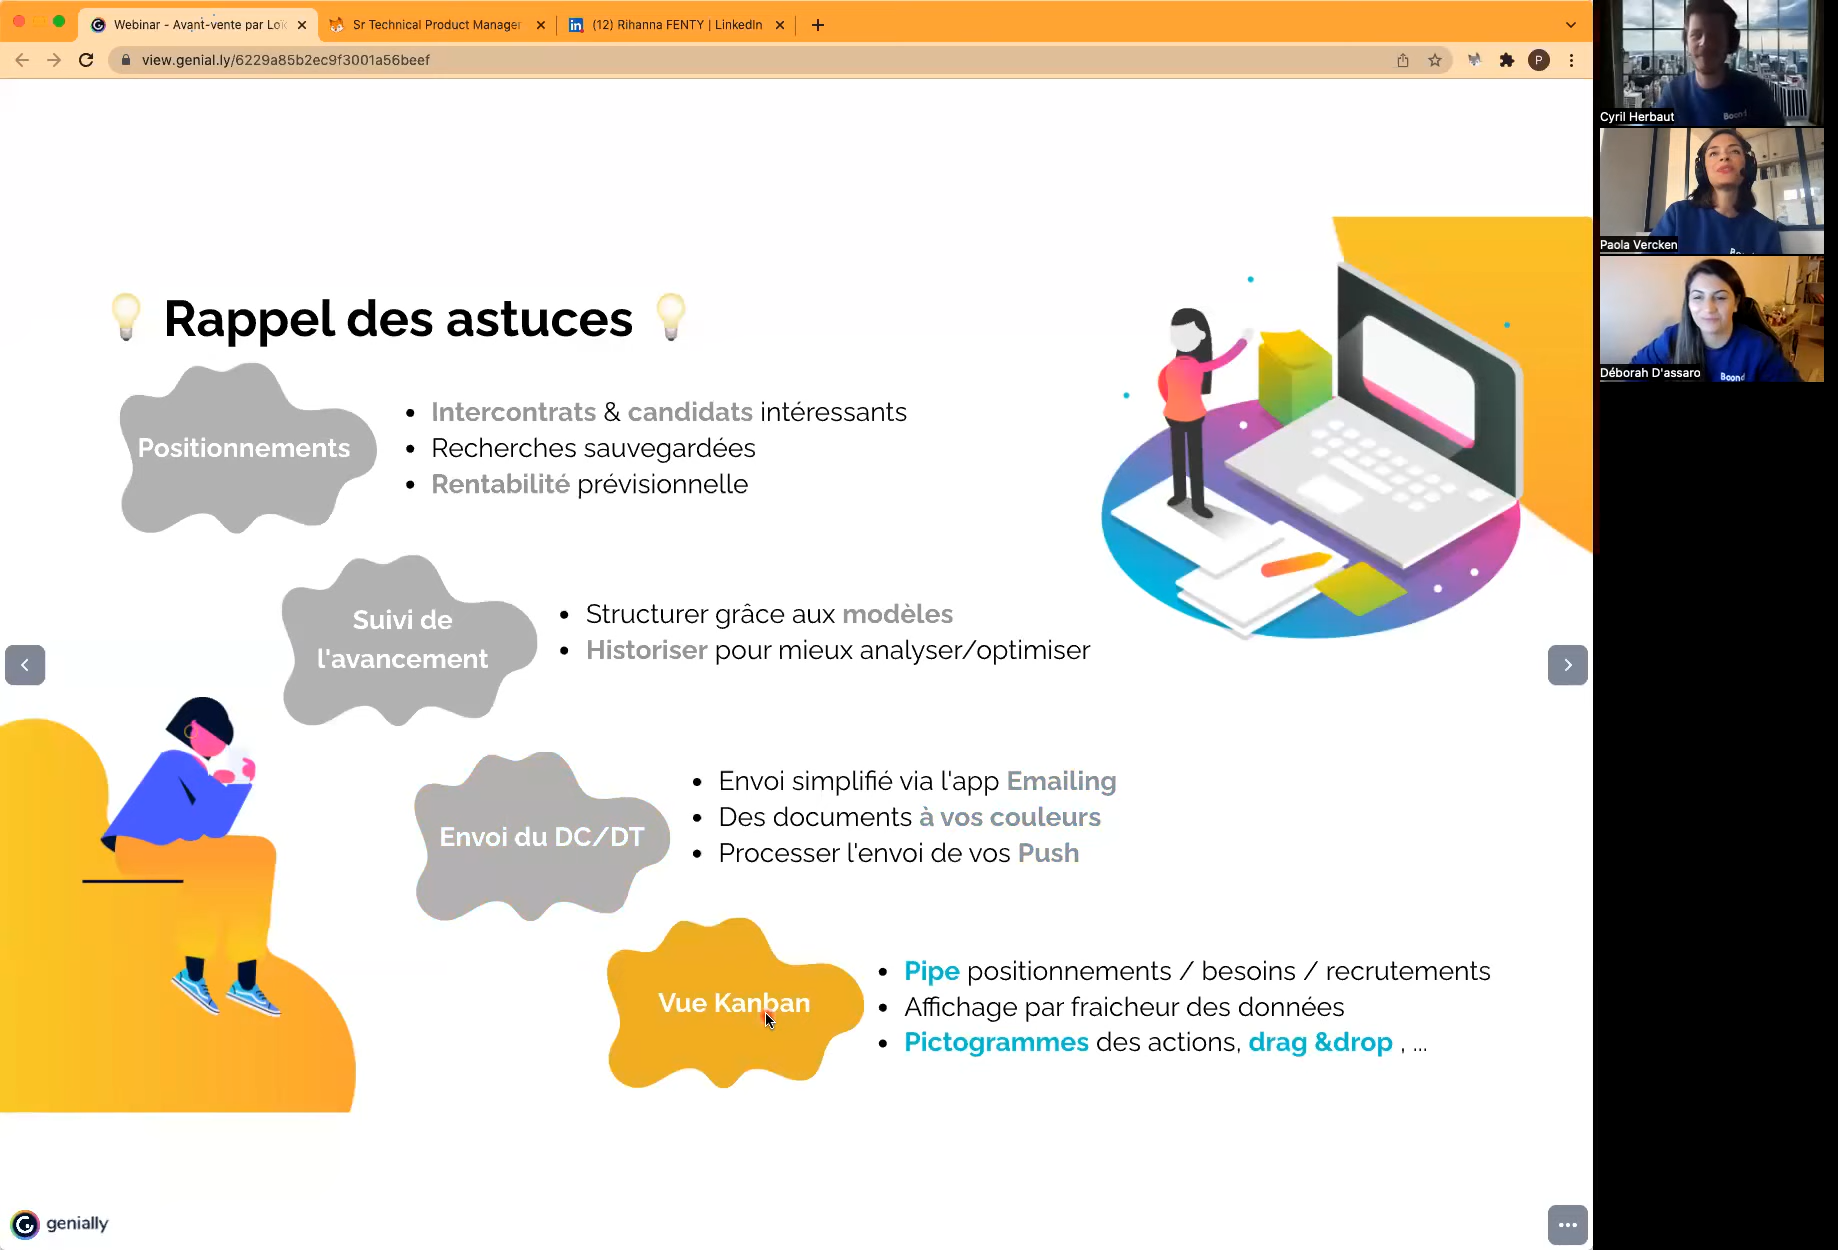 Webinar - Avant-vente par Loï
Sr Technical Product Manager
(12) Rihanna FENTY | LinkedIn
view.genial.ly/6229a85b2ec9f3001a56beef
P
Cyril Herbaut
Boond
Paola Vercken
Déborah D'assaro
Boond
Rappel des astuces
Positionnements
• Intercontrats & candidats intéressants
• Recherches sauvegardées
• Rentabilité prévisionnelle
Suivi de
l'avancement
• Structurer grâce aux modèles
• Historiser pour mieux analyser/optimiser
Envoi du DC/DT
• Envoi simplifié via l'app Emailing
• Des documents à vos couleurs
• Processer l'envoi de vos Push
Vue Kanban
• Pipe positionnements / besoins / recrutements
• Affichage par fraicheur des données
• Pictogrammes des actions, drag &drop , ...
genially